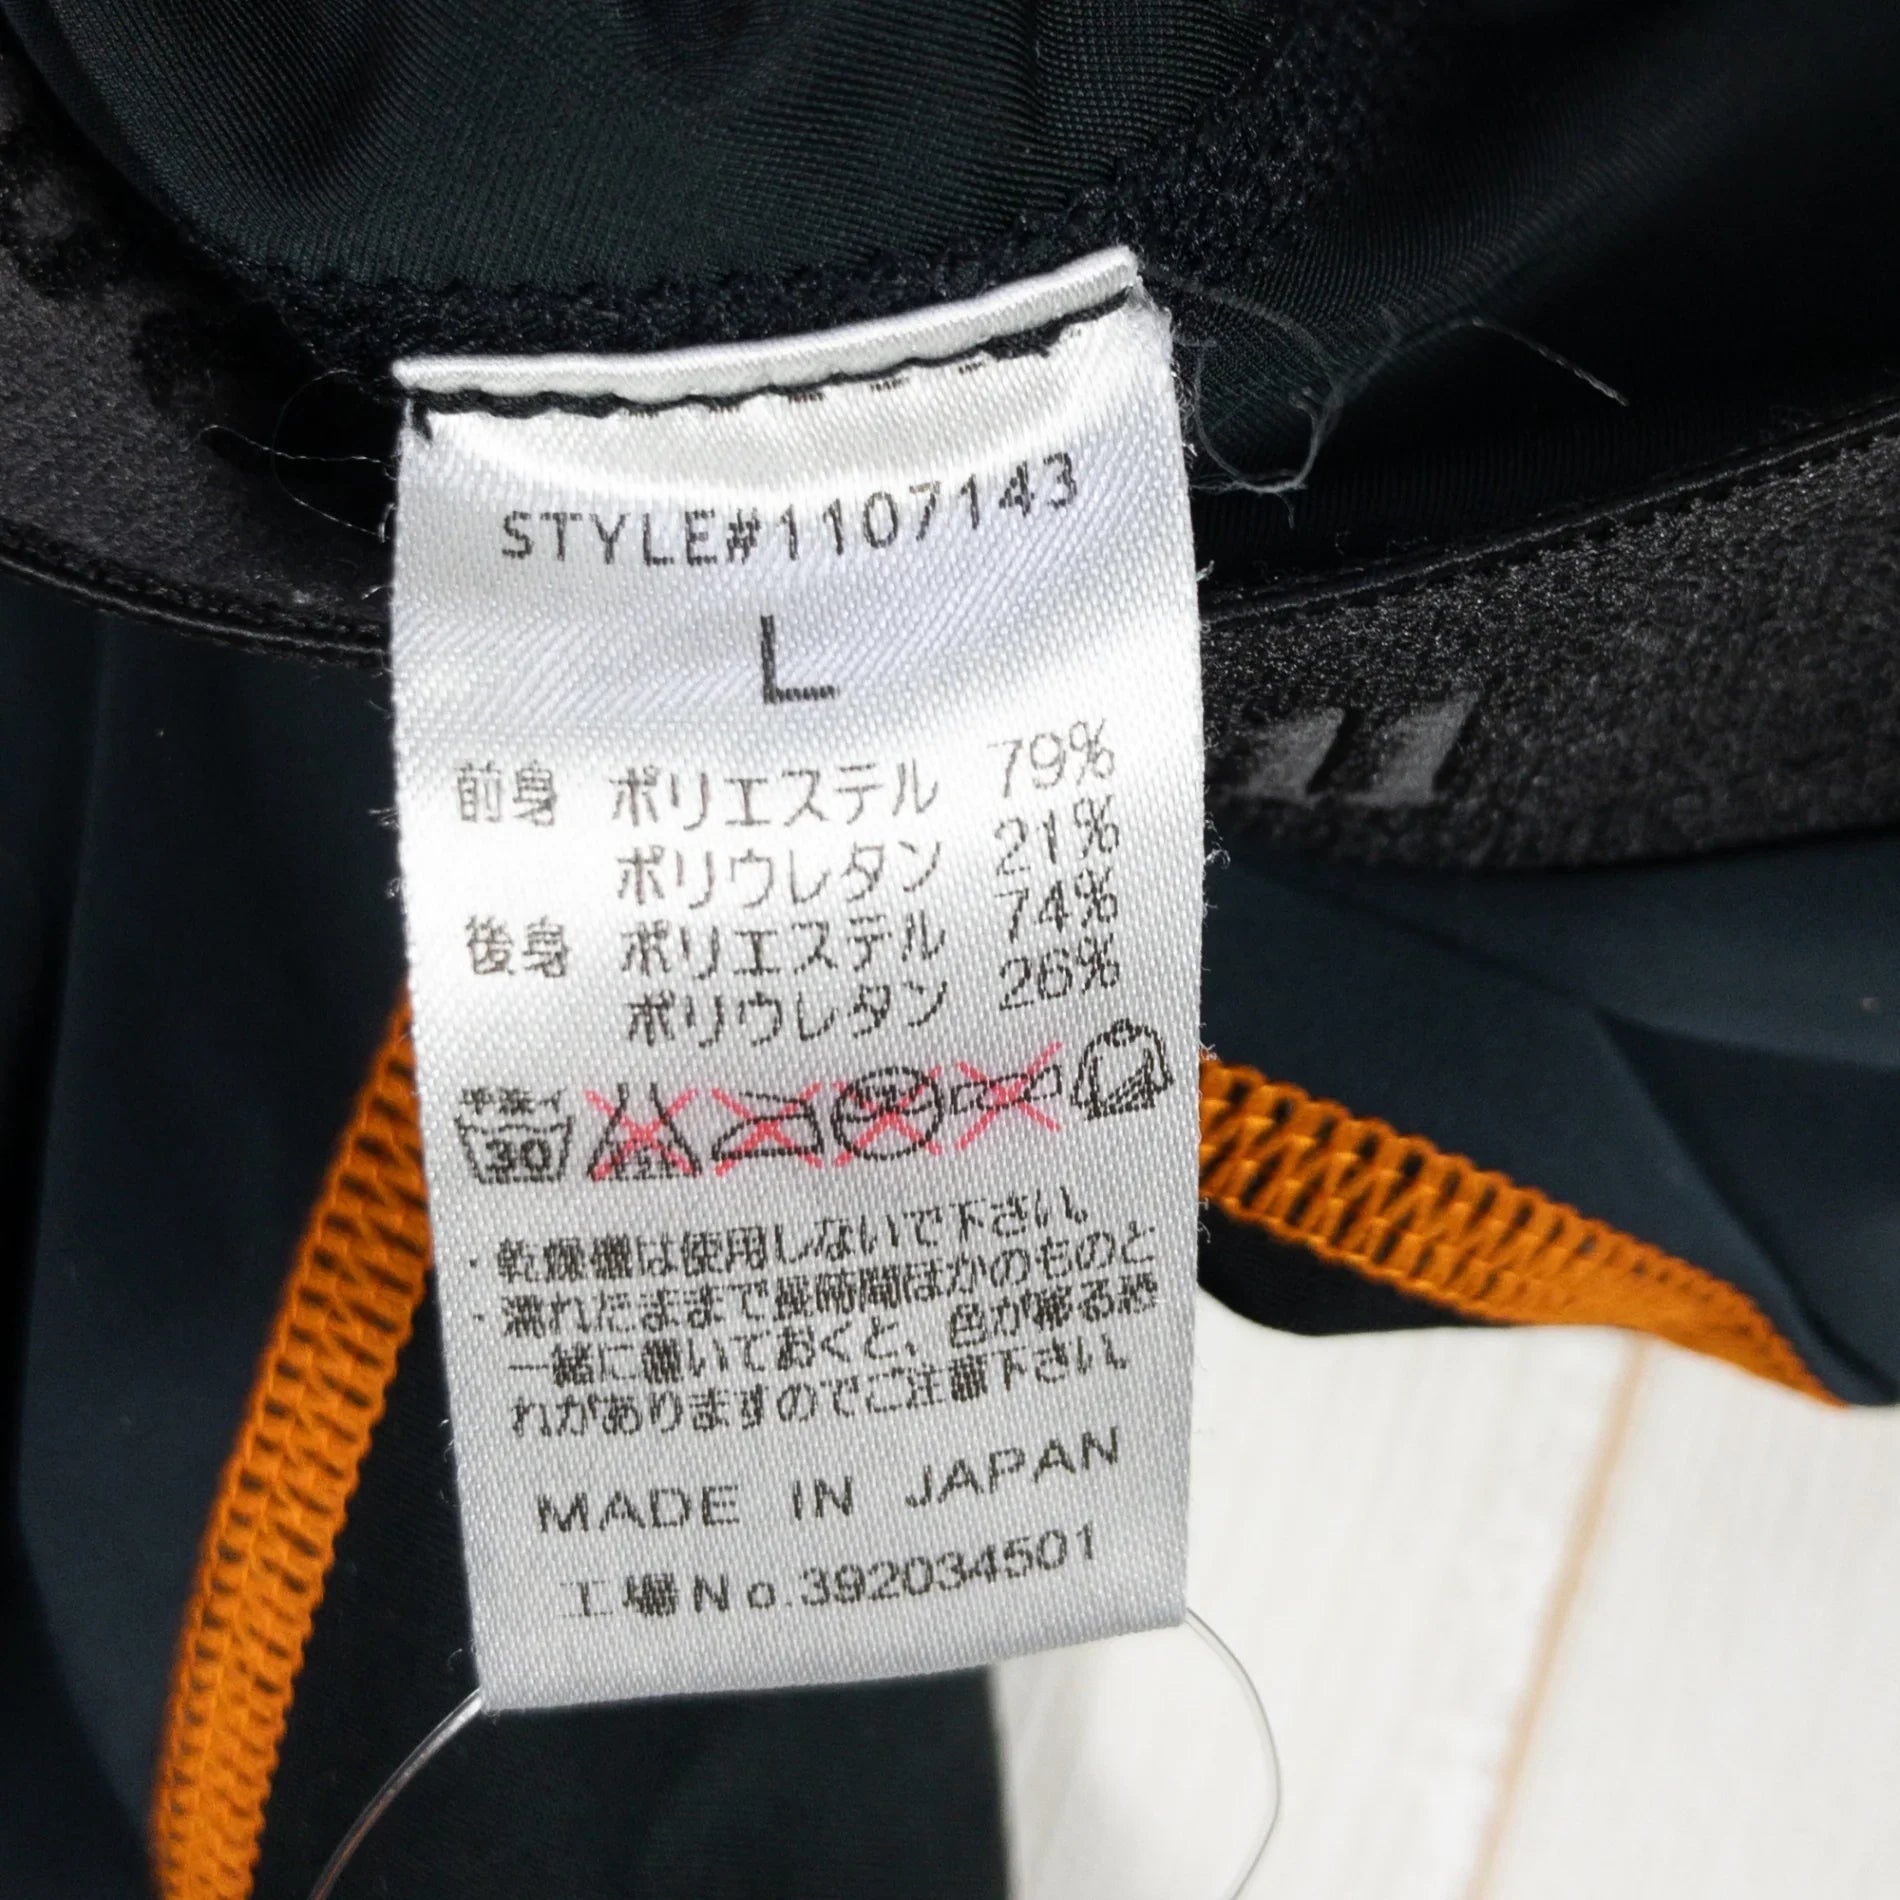 STYLE#1107143
L
前身 ポリエステル 79%
ポリウレタン 21%
後身 ポリエステル 74%
ポリウレタン 26%
手洗イ
30
・乾燥機は使用しないで下さい。
・濡れたままで長時間ほかのものと
一緒に置いておくと、色が移る恐
れがありますのでご注意下さい。
MADE IN JAPAN
工場No.392034501